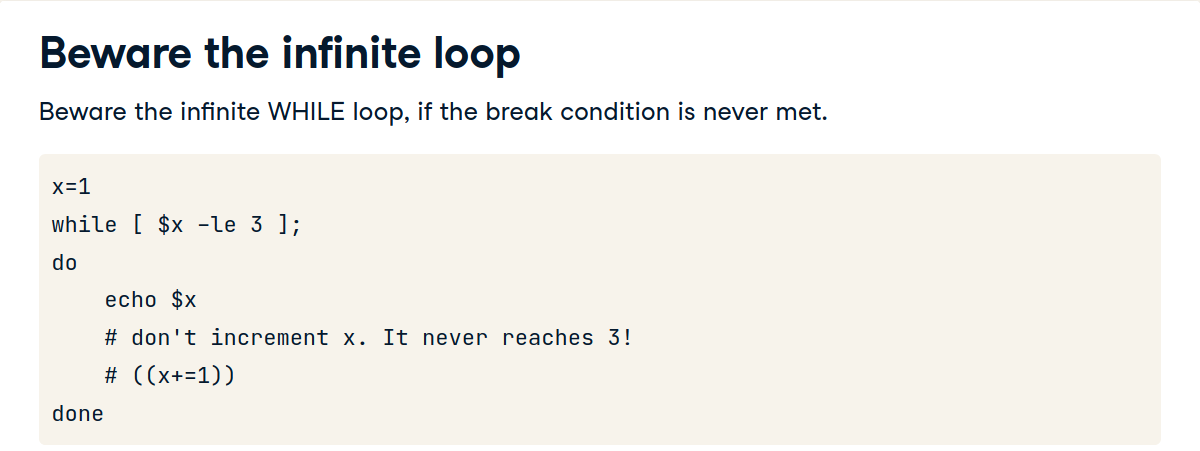 Beware the infinite loop
Beware the infinite WHILE loop, if the break condition is never met.
x=1
while [ $x -le 3 ];
do
    echo $x
    # don't increment x. It never reaches 3!
    # ((x+=1))
done